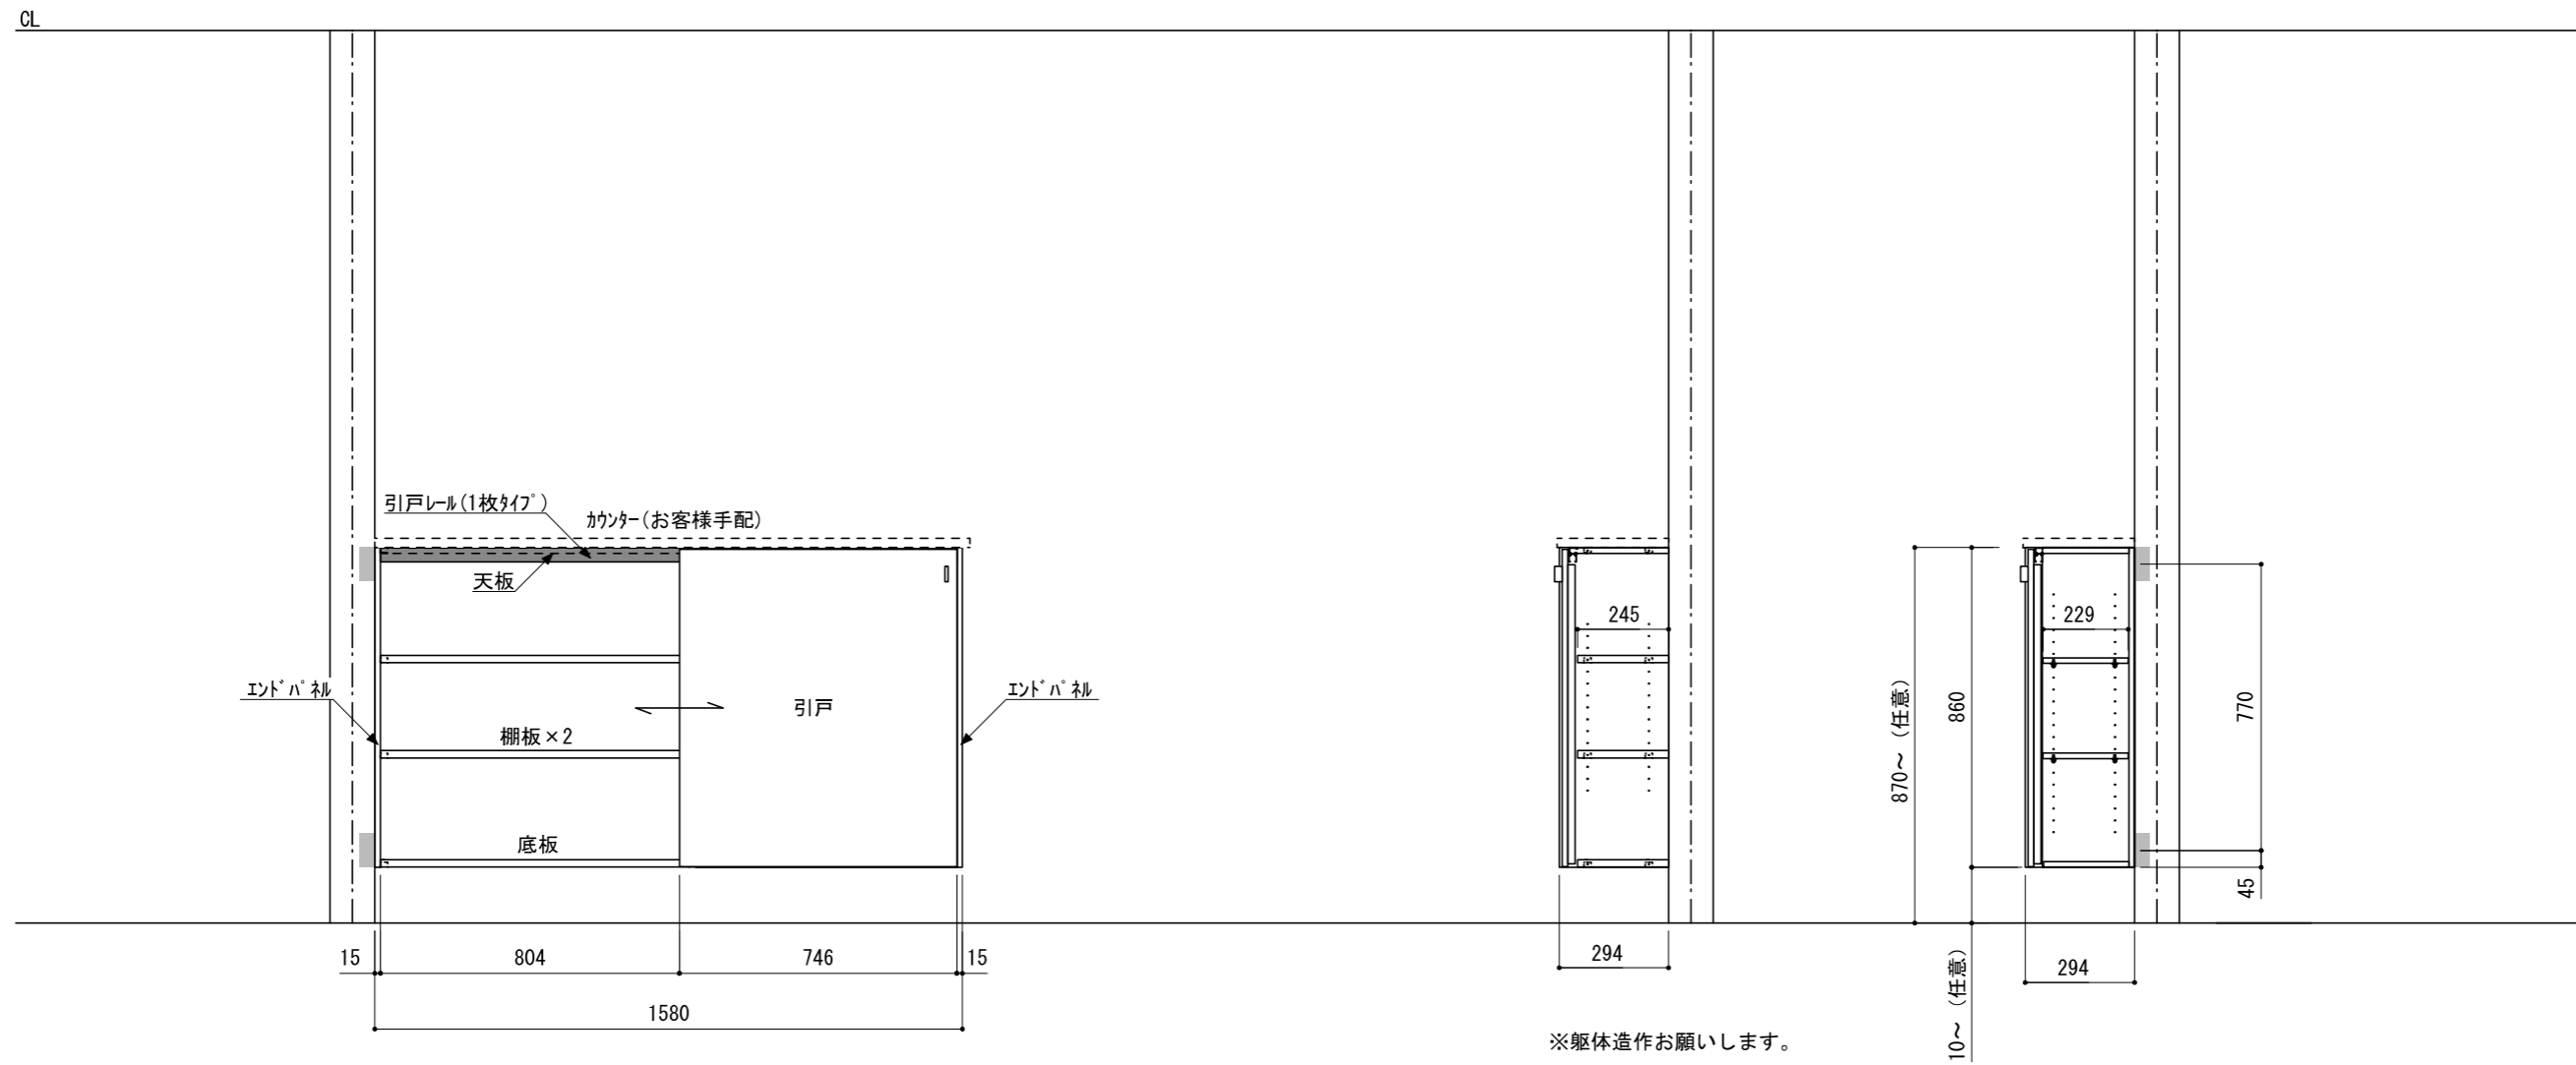 CL
引戸ﾚｰﾙ(1枚ﾀｲﾌﾟ)
ｶｳﾝﾀｰ(お客様手配)
天板
ｴﾝﾄﾞﾊﾟﾈﾙ
ｴﾝﾄﾞﾊﾟﾈﾙ
引戸
棚板×2
底板
15
804
746
15
1580
245
294
870～（任意）
860
10～（任意）
229
770
45
294
※躯体造作お願いします。